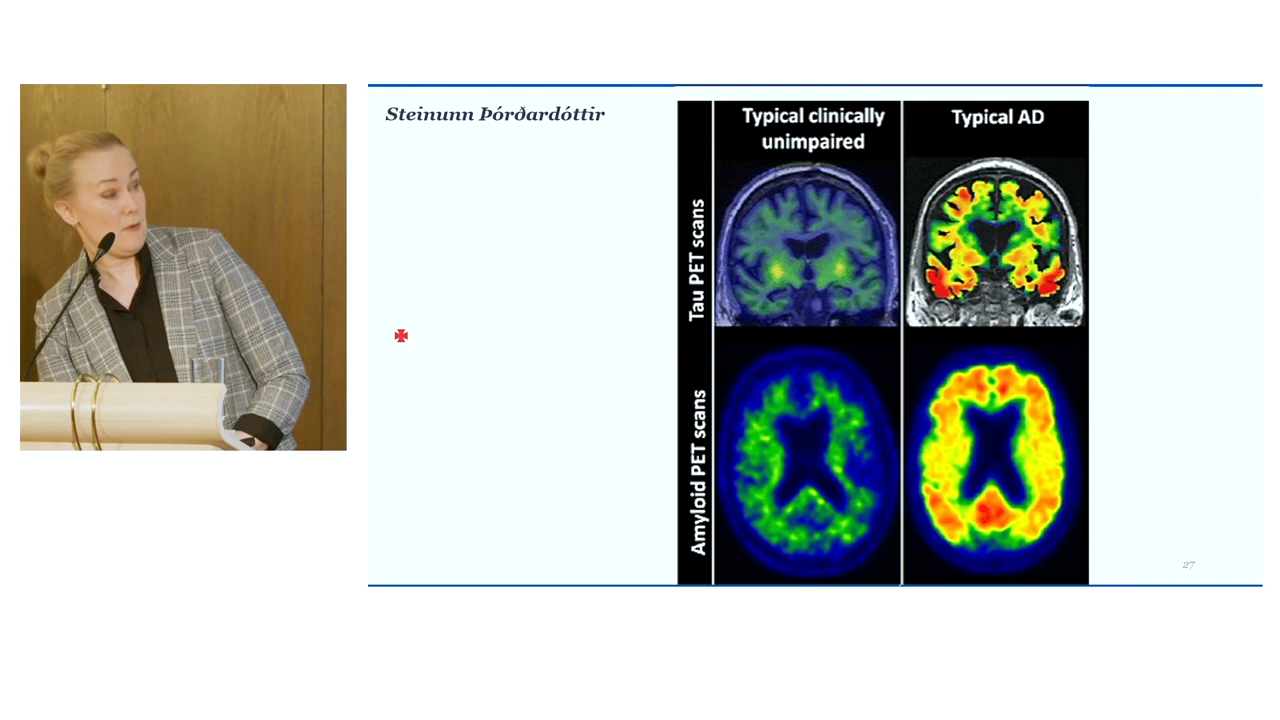 Steinunn Þórðardóttir
Typical clinically
unimpaired
Typical AD
Tau PET scans
Amyloid PET scans
27